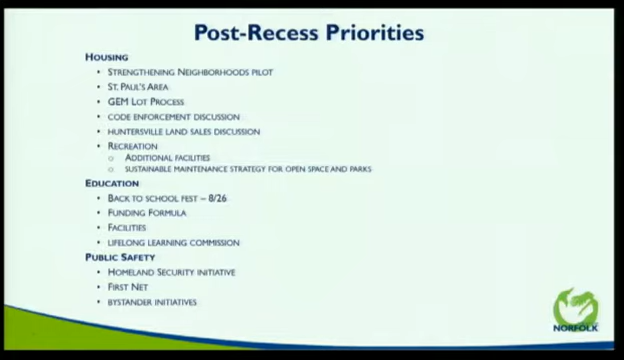 Post-Recess Priorities
HOUSING
• STRENGTHENING NEIGHBORHOODS PILOT
• ST. PAUL'S AREA
• GEM LOT PROCESS
• CODE ENFORCEMENT DISCUSSION
• HUNTERSVILLE LAND SALES DISCUSSION
• RECREATION
o ADDITIONAL FACILITIES
o SUSTAINABLE MAINTENANCE STRATEGY FOR OPEN SPACE AND PARKS
EDUCATION
• BACK TO SCHOOL FEST – 8/26
• FUNDING FORMULA
• FACILITIES
• LIFELONG LEARNING COMMISSION
PUBLIC SAFETY
• HOMELAND SECURITY INITIATIVE
• FIRST NET
• BYSTANDER INITIATIVES
NORFOLK